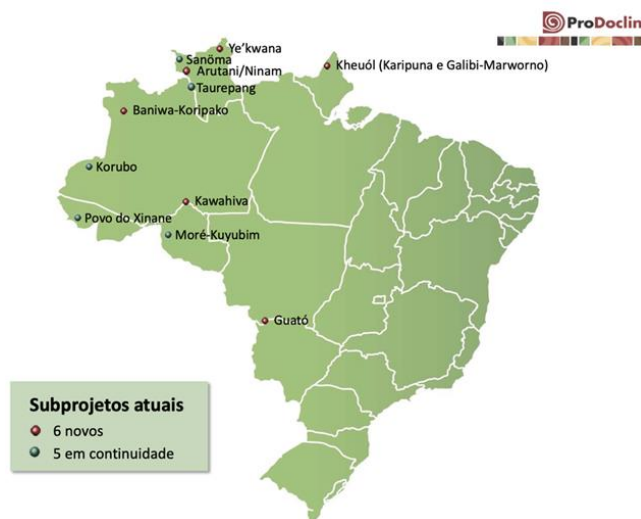 ProDoclin
Ye'kwana
Sanöma
Kheuól (Karipuna e Galibi-Marworno)
Arutani/Ninam
Taurepang
Baniwa-Koripako
Korubo
Kawahiva
Povo do Xinane
Moré-Kuyubim
Guató
Subprojetos atuais
6 novos
5 em continuidade